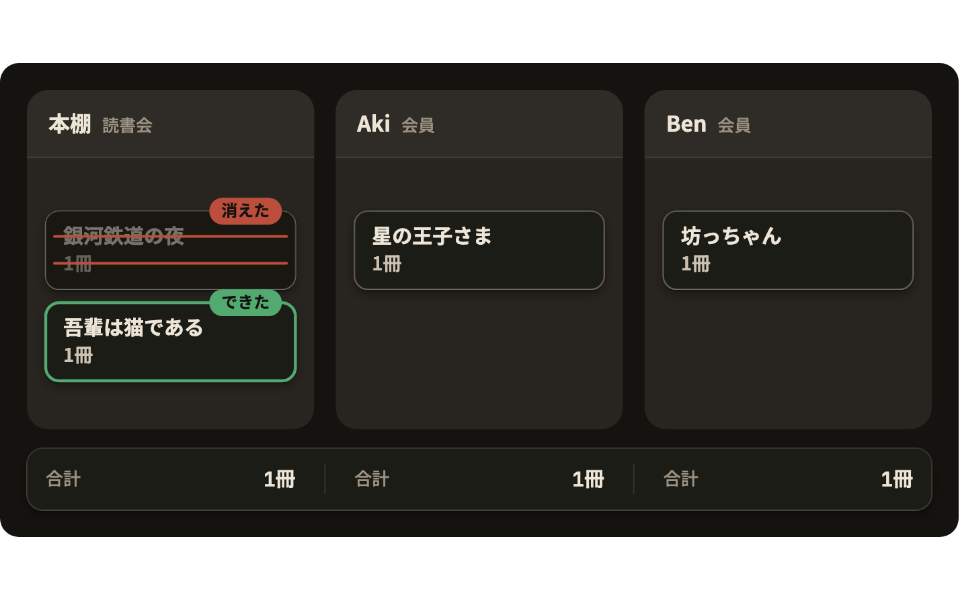 本棚 読書会
消えた
銀河鉄道の夜
1冊
できた
吾輩は猫である
1冊
合計 1冊
Aki 会員
星の王子さま
1冊
合計 1冊
Ben 会員
坊っちゃん
1冊
合計 1冊